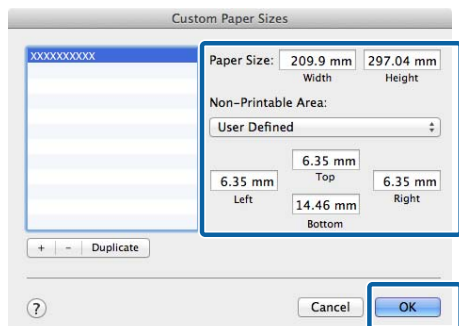 Custom Paper Sizes
XXXXXXXXXX
Paper Size: 209.9 mm 297.04 mm
Width Height
Non-Printable Area:
User Defined
6.35 mm
Top
6.35 mm 6.35 mm
Left Right
14.46 mm
Bottom
+ - Duplicate
? Cancel OK